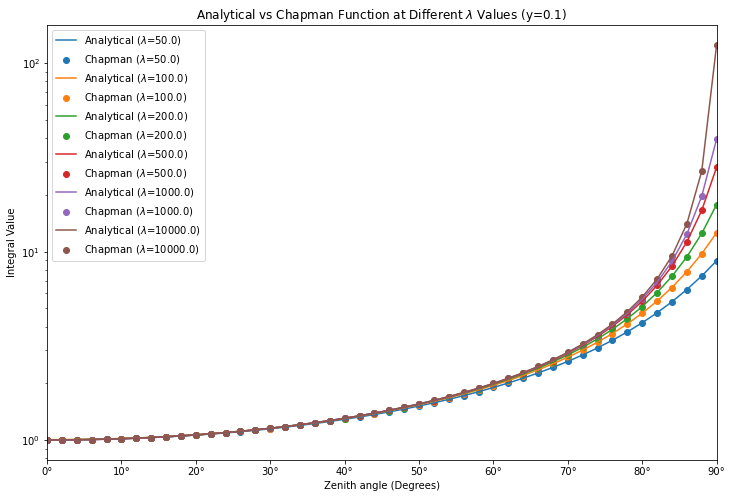 Analytical vs Chapman Function at Different λ Values (y=0.1)
Analytical (λ=50.0)
Chapman (λ=50.0)
Analytical (λ=100.0)
Chapman (λ=100.0)
Analytical (λ=200.0)
Chapman (λ=200.0)
Analytical (λ=500.0)
Chapman (λ=500.0)
Analytical (λ=1000.0)
Chapman (λ=1000.0)
Analytical (λ=10000.0)
Chapman (λ=10000.0)
Integral Value
10²
10¹
10⁰
0° 10° 20° 30° 40° 50° 60° 70° 80° 90°
Zenith angle (Degrees)